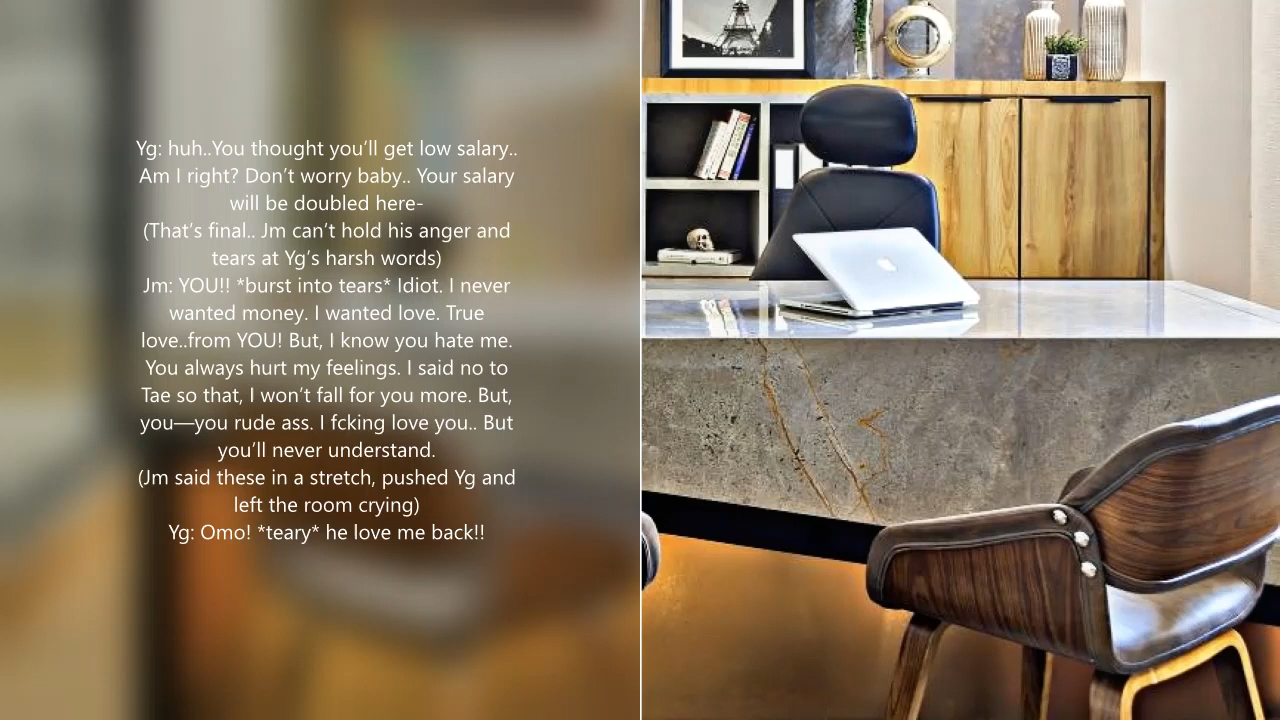 Yg: huh..You thought you'll get low salary..
Am I right? Don't worry baby.. Your salary
will be doubled here-
(That's final.. Jm can't hold his anger and
tears at Yg's harsh words)
Jm: YOU!! *burst into tears* Idiot. I never
wanted money. I wanted love. True
love..from YOU! But, I know you hate me.
You always hurt my feelings. I said no to
Tae so that, I won't fall for you more. But,
you—you rude ass. I fcking love you.. But
you'll never understand.
(Jm said these in a stretch, pushed Yg and
left the room crying)
Yg: Omo! *teary* he love me back!!